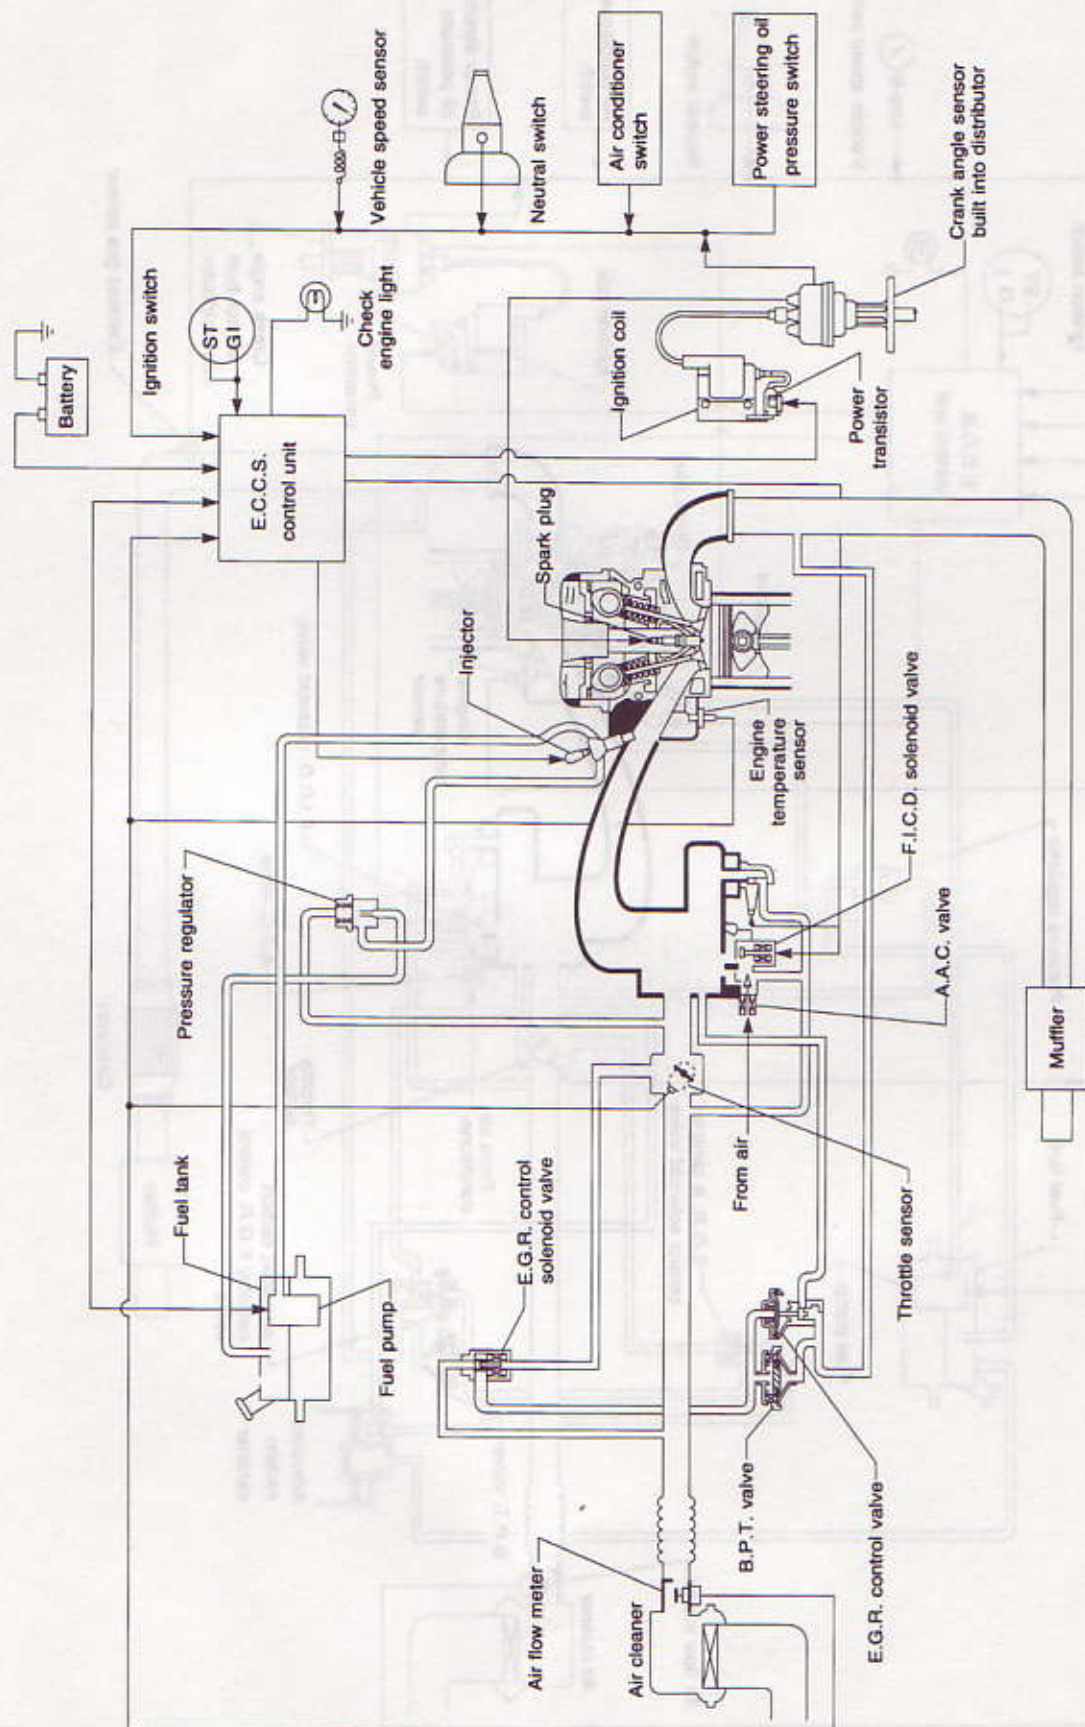 Battery
Ignition switch
ST
GI
E.C.C.S.
control unit
Check
engine light
Vehicle speed sensor
Neutral switch
Air conditioner
switch
Power steering oil
pressure switch
Crank angle sensor
built into distributor
Ignition coil
Power
transistor
Spark plug
Injector
Engine
temperature
sensor
F.I.C.D. solenoid valve
A.A.C. valve
Pressure regulator
Muffler
From air
Throttle sensor
Fuel tank
Fuel pump
E.G.R. control
solenoid valve
B.P.T. valve
E.G.R. control valve
Air flow meter
Air cleaner